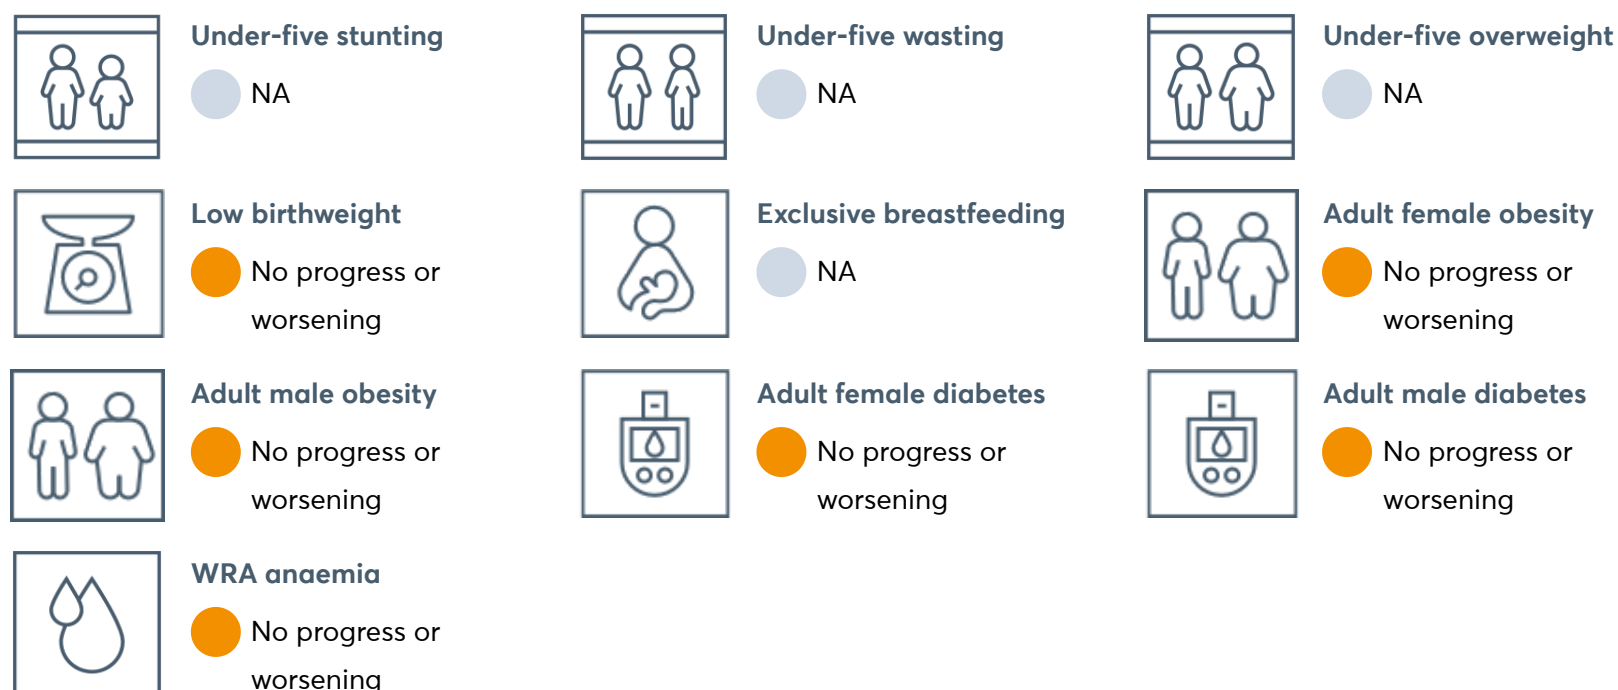 Under-five stunting
NA
Under-five wasting
NA
Under-five overweight
NA
Low birthweight
No progress or
worsening
Exclusive breastfeeding
NA
Adult female obesity
No progress or
worsening
Adult male obesity
No progress or
worsening
Adult female diabetes
No progress or
worsening
Adult male diabetes
No progress or
worsening
WRA anaemia
No progress or
worsening